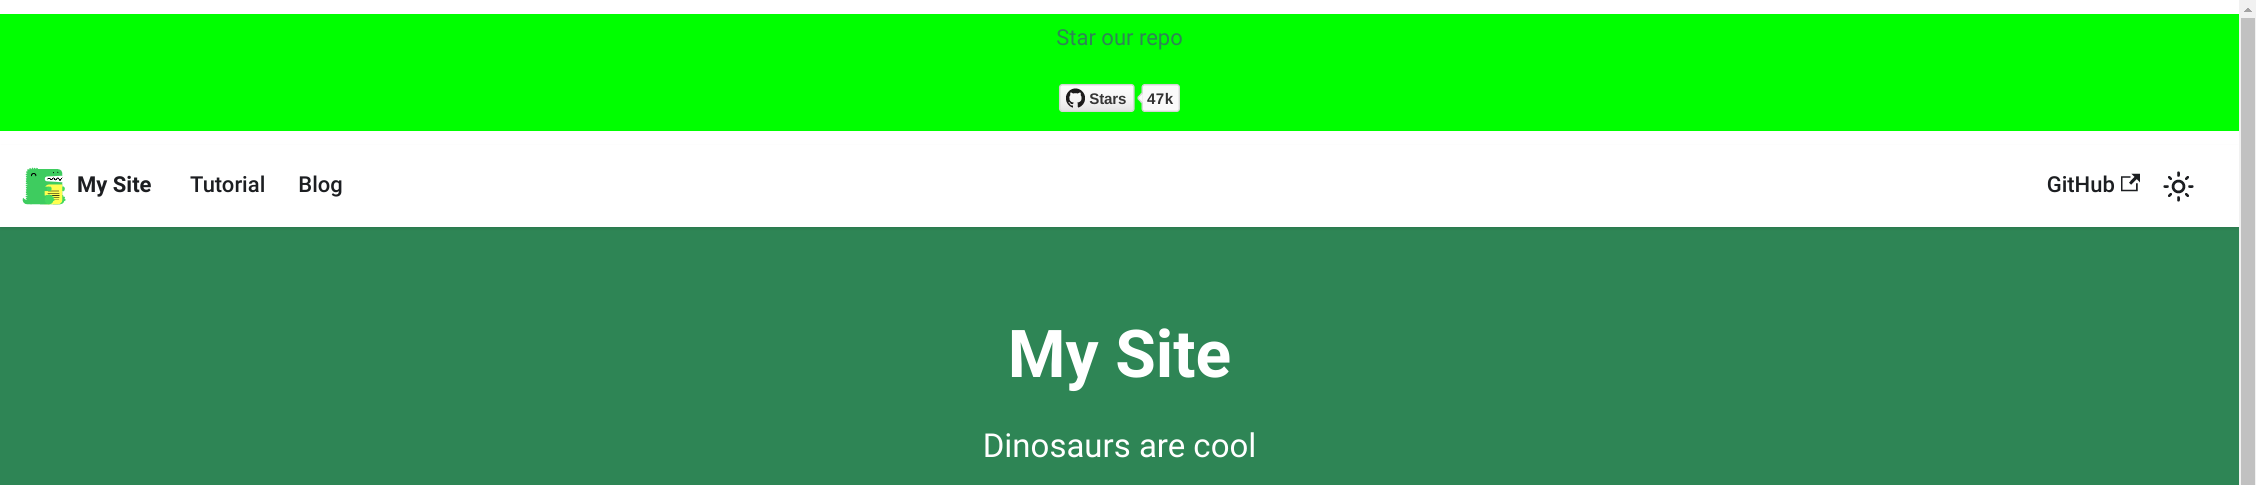 Star our repo
Stars 47k
My Site Tutorial Blog GitHub
My Site
Dinosaurs are cool